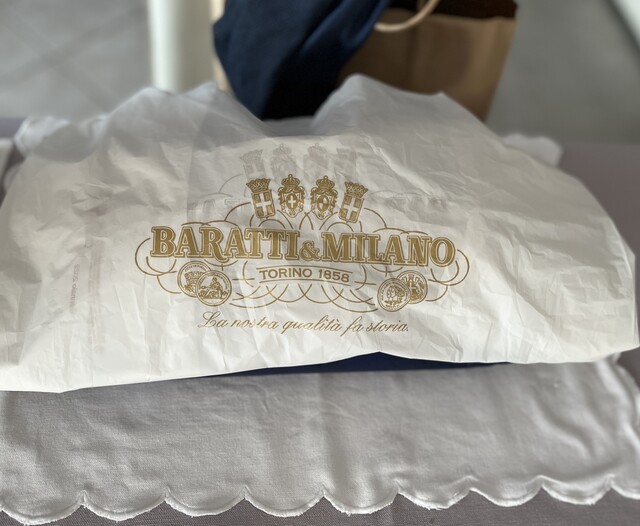 BARATTI&MILANO
TORINO 1858
La nostra qualità fa storia.